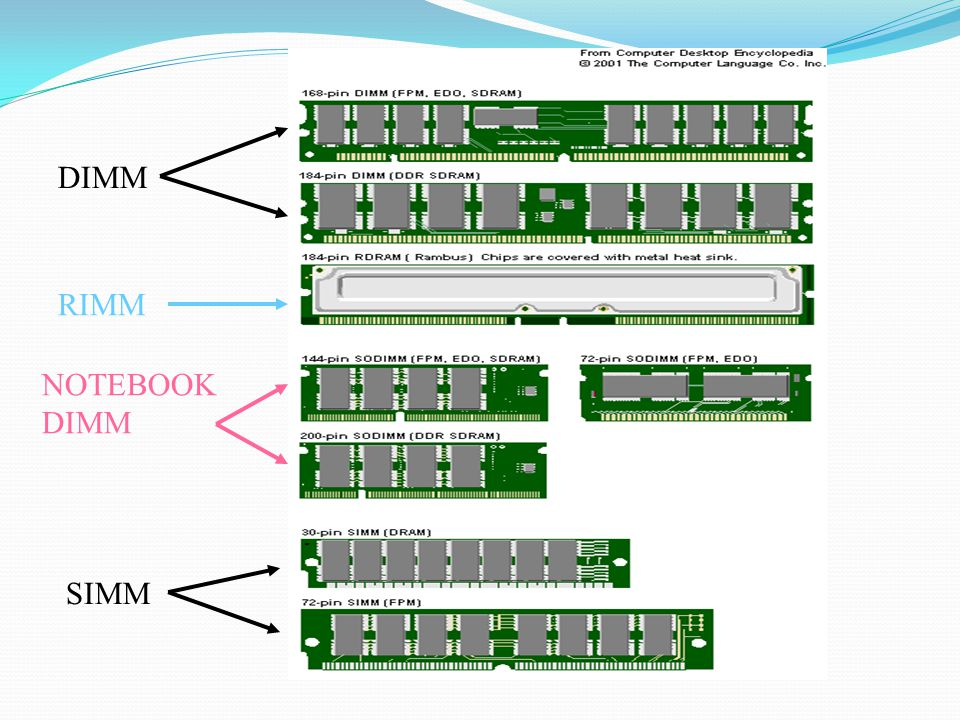 From Computer Desktop Encyclopedia
© 2001 The Computer Language Co. Inc.
168-pin DIMM (FPM, EDO, SDRAM)
DIMM
184-pin DIMM (DDR SDRAM)
184-pin RDRAM ( Rambus) Chips are covered with metal heat sink.
RIMM
144-pin SODIMM (FPM, EDO, SDRAM)
72-pin SODIMM (FPM, EDO)
NOTEBOOK
DIMM
200-pin SODIMM (DDR SDRAM)
30-pin SIMM (DRAM)
SIMM
72-pin SIMM (FPM)